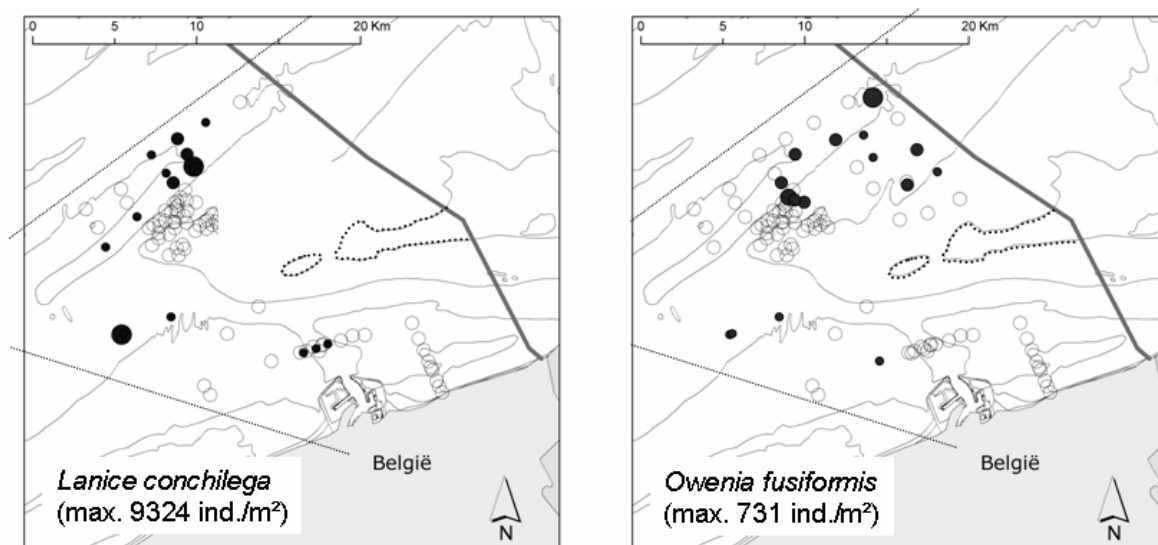 0 5 10 20 Km
België
Lanice conchilega
(max. 9324 ind./m²)
N
0 5 10 20 Km
België
Owenia fusiformis
(max. 731 ind./m²)
N